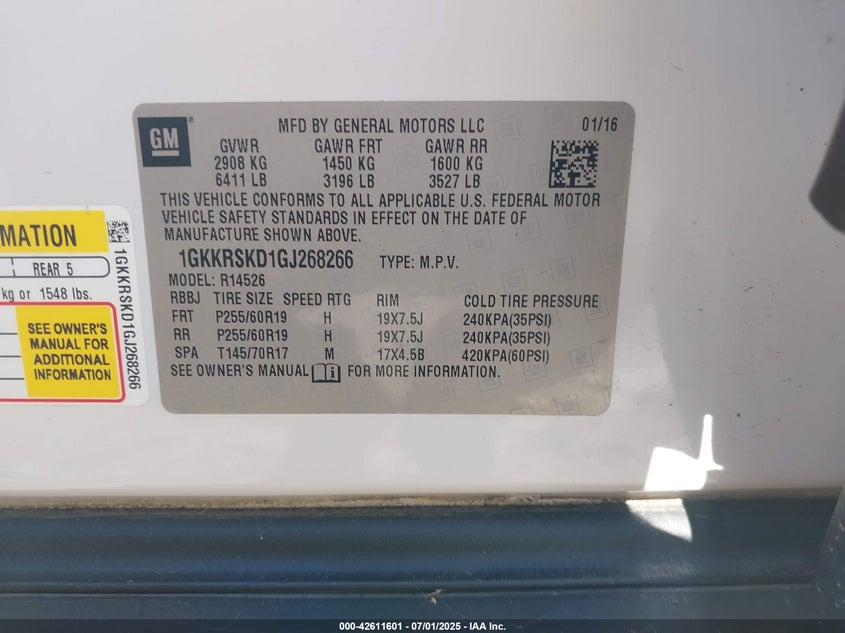 GM
MFD BY GENERAL MOTORS LLC 01/16
GVWR GAWR FRT GAWR RR
2908 KG 1450 KG 1600 KG
6411 LB 3196 LB 3527 LB
THIS VEHICLE CONFORMS TO ALL APPLICABLE U.S. FEDERAL MOTOR
VEHICLE SAFETY STANDARDS IN EFFECT ON THE DATE OF
MANUFACTURE SHOWN ABOVE.
1GKKRSKD1GJ268266 TYPE: M.P.V.
MODEL: R14526
RBBJ TIRE SIZE SPEED RTG RIM COLD TIRE PRESSURE
FRT P255/60R19 H 19X7.5J 240KPA(35PSI)
RR P255/60R19 H 19X7.5J 240KPA(35PSI)
SPA T145/70R17 M 17X4.5B 420KPA(60PSI)
SEE OWNER'S MANUAL FOR MORE INFORMATION.
MATION
REAR 5
kg or 1548 lbs.
SEE OWNER'S
MANUAL FOR
ADDITIONAL
INFORMATION
1GKKRSKD1GJ268266
000-42611601 - 07/01/2025 - IAA Inc.